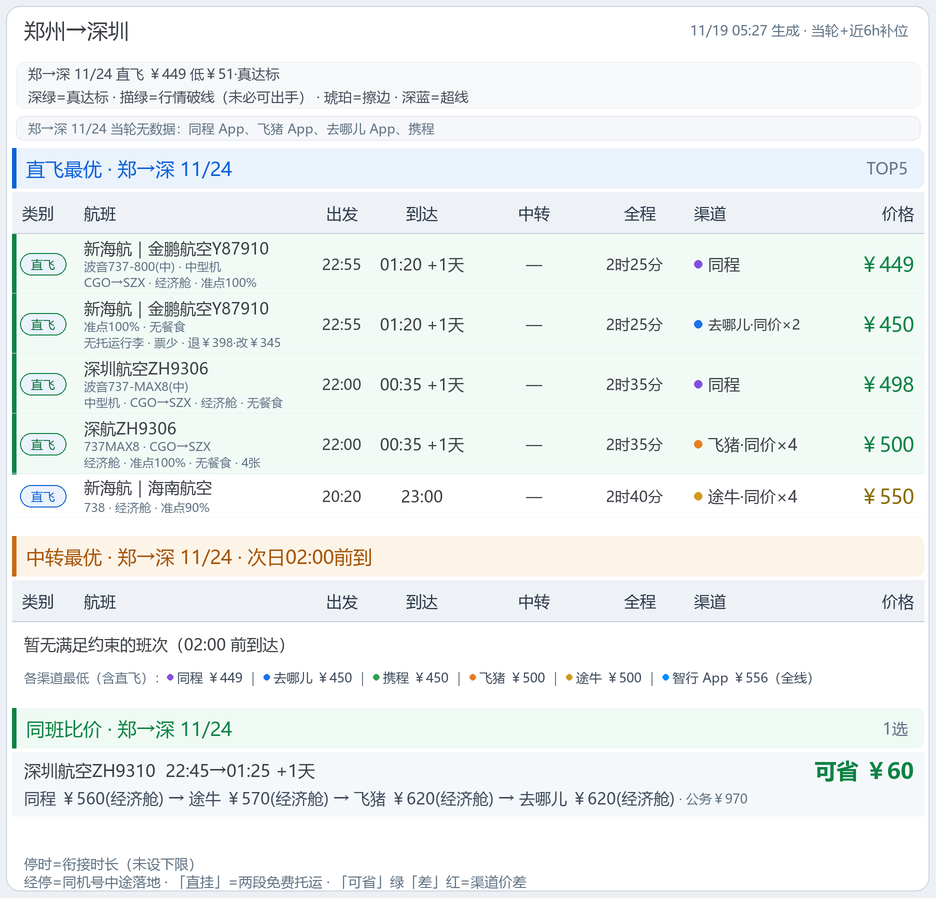 郑州→深圳
11/19 05:27 生成 · 当轮+近6h补位
郑→深 11/24 直飞 ￥449 低￥51·真达标
深绿=真达标 · 描绿=行情破线（未必可出手） · 琥珀=擦边 · 深蓝=超线
郑→深 11/24 当轮无数据：同程 App、飞猪 App、去哪儿 App、携程
直飞最优 · 郑→深 11/24 TOP5
类别 航班 出发 到达 中转 全程 渠道 价格
新海航｜金鹏航空Y87910
直飞 波音737-800(中) · 中型机 22:55 01:20 +1天 — 2时25分 同程 ￥449
CGO→SZX · 经济舱 · 准点100%
新海航｜金鹏航空Y87910
直飞 准点100% · 无餐食 22:55 01:20 +1天 — 2时25分 去哪儿·同价×2 ￥450
无托运行李 · 票少 · 退￥398·改￥345
深圳航空ZH9306
直飞 波音737-MAX8(中) 22:00 00:35 +1天 — 2时35分 同程 ￥498
中型机 · CGO→SZX · 经济舱 · 无餐食
深航ZH9306
直飞 737MAX8 · CGO→SZX 22:00 00:35 +1天 — 2时35分 飞猪·同价×4 ￥500
经济舱 · 准点100% · 无餐食 · 4张
新海航｜海南航空
直飞 738 · 经济舱 · 准点90% 20:20 23:00 — 2时40分 途牛·同价×4 ￥550
中转最优 · 郑→深 11/24 · 次日02:00前到
类别 航班 出发 到达 中转 全程 渠道 价格
暂无满足约束的班次（02:00 前到达）
各渠道最低（含直飞）: 同程 ￥449 | 去哪儿 ￥450 | 携程 ￥450 | 飞猪 ￥500 | 途牛 ￥500 | 智行 App ￥556（全线）
同班比价 · 郑→深 11/24 1选
深圳航空ZH9310 22:45→01:25 +1天 可省 ￥60
同程 ￥560(经济舱) → 途牛 ￥570(经济舱) → 飞猪 ￥620(经济舱) → 去哪儿 ￥620(经济舱) · 公务￥970
停时=衔接时长（未设下限）
经停=同机号中途落地 · 「直挂」=两段免费托运 · 「可省」绿「差」红=渠道价差